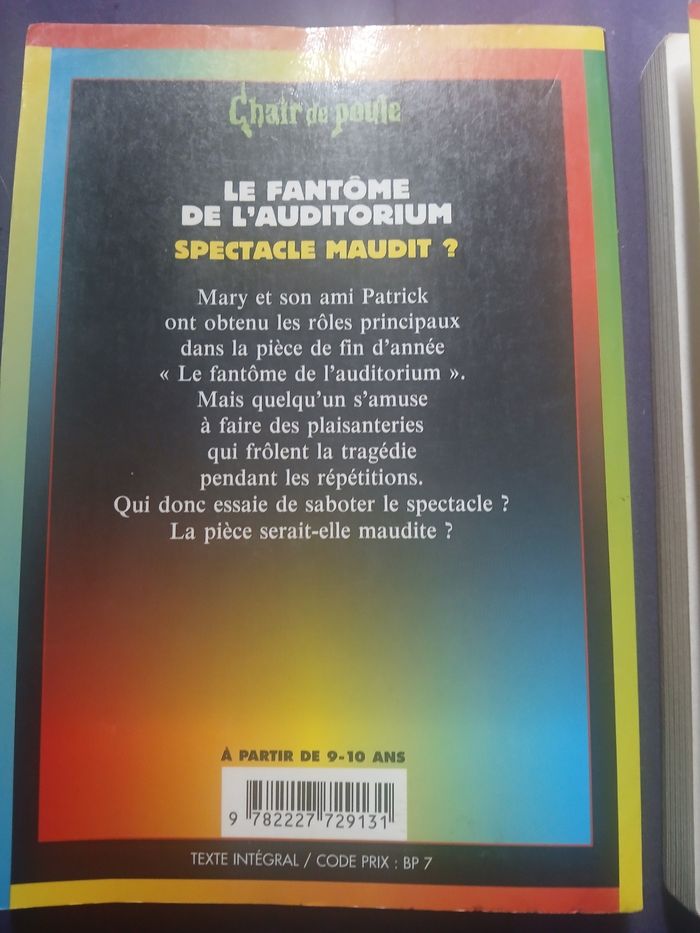 Chair de poule
LE FANTÔME
DE L'AUDITORIUM
SPECTACLE MAUDIT ?
Mary et son ami Patrick
ont obtenu les rôles principaux
dans la pièce de fin d'année
« Le fantôme de l'auditorium ».
Mais quelqu'un s'amuse
à faire des plaisanteries
qui frôlent la tragédie
pendant les répétitions.
Qui donc essaie de saboter le spectacle ?
La pièce serait-elle maudite ?
À PARTIR DE 9-10 ANS
9 782227 729131
TEXTE INTÉGRAL / CODE PRIX : BP 7